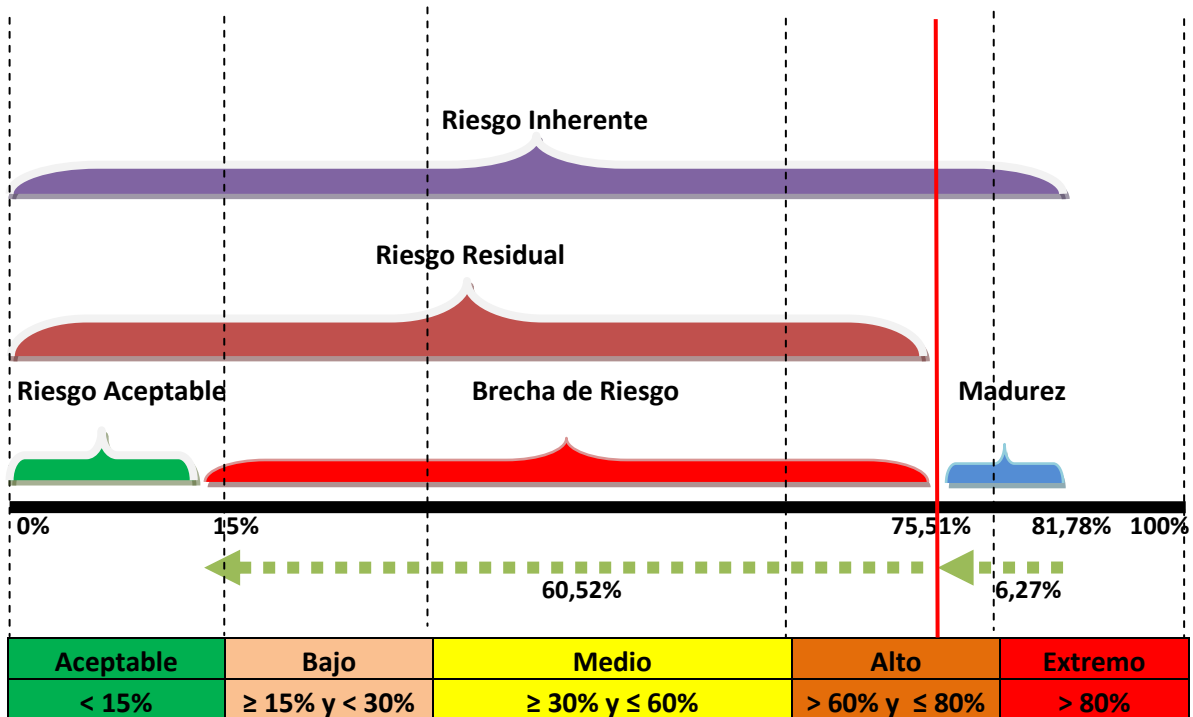 Riesgo Inherente
Riesgo Residual
Riesgo Aceptable Brecha de Riesgo Madurez
0% 15% 75,51% 81,78% 100%
60,52% 6,27%
Aceptable Bajo Medio Alto Extremo
< 15% ≥ 15% y < 30% ≥ 30% y ≤ 60% > 60% y ≤ 80% > 80%